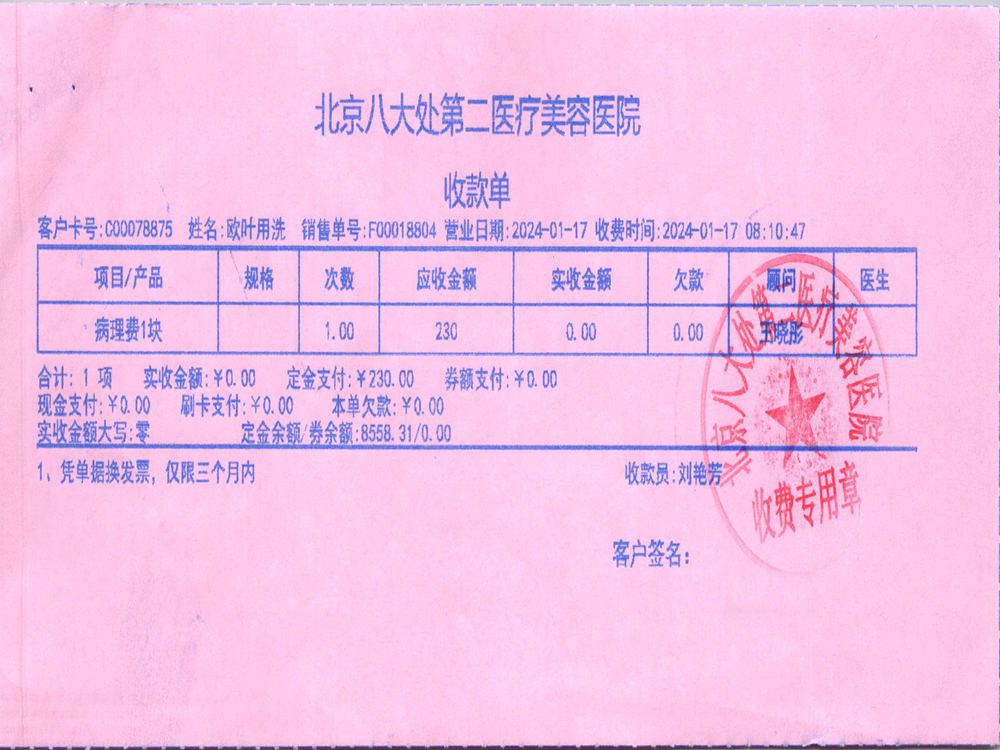 北京八大处第二医疗美容医院
收款单
客户卡号:C00078875 姓名:欧叶用洗 销售单号:F00018804 营业日期:2024-01-17 收费时间:2024-01-17 08:10:47
项目/产品 规格 次数 应收金额 实收金额 欠款 顾问 医生
病理费1块 1.00 230 0.00 0.00 王晓彤
合计: 1 项 实收金额:￥0.00 定金支付:￥230.00 券额支付:￥0.00
现金支付:￥0.00 刷卡支付:￥0.00 本单欠款:￥0.00
实收金额大写:零 定金余额/券余额:8558.31/0.00
1、凭单据换发票，仅限三个月内 收款员:刘艳芳
客户签名:
北京八大处第二医疗美容医院
收费专用章